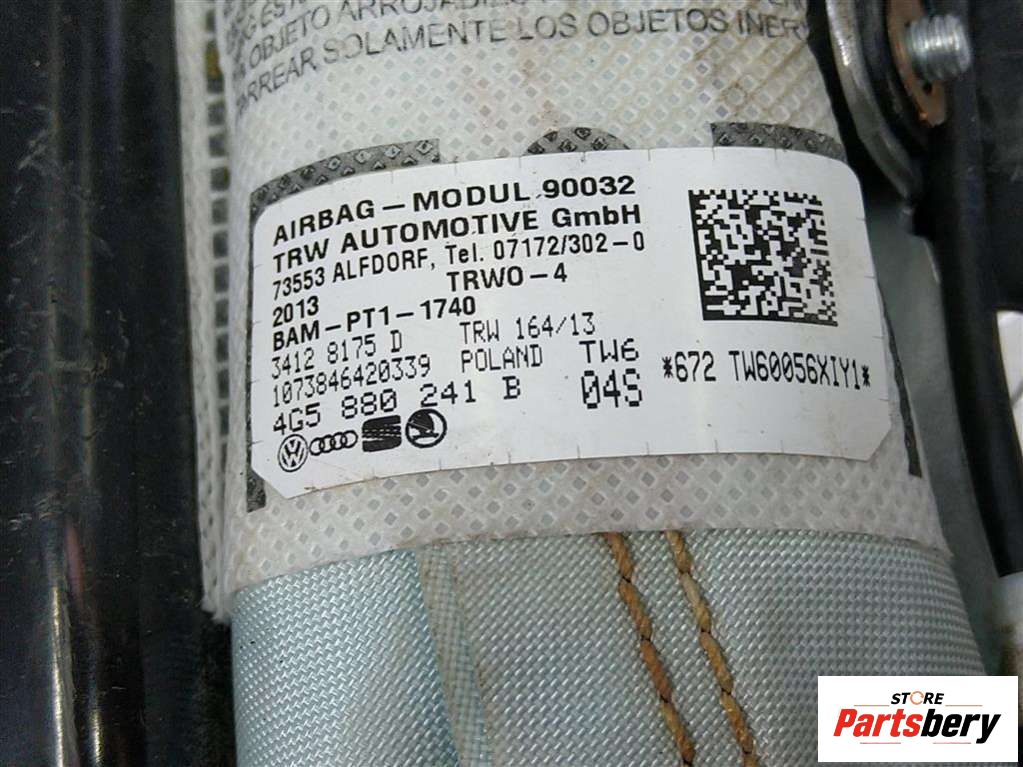 OBJETO ARROJADIZO
SOLAMENTE LOS OBJETOS
AIRBAG-MODUL 90032
TRW AUTOMOTIVE GmbH
73553 ALFDORF, Tel. 07172/302-0
2013 TRWO-4
BAM-PT1-1740
3412 8175 D TRW 164/13
1073846420339 POLAND TW6
4G5 880 241 B 04S
*672 TW60056XIY1*
STORE
Partsbery